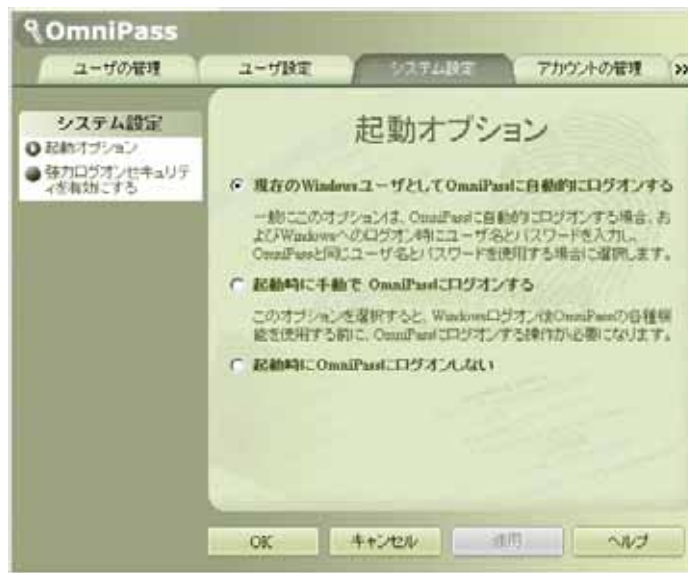 OmniPass
ユーザの管理
ユーザ設定
システム設定
アカウントの管理
»
システム設定
起動オプション
強力ログオンセキュリテ
ィを有効にする
起動オプション
現在のWindowsユーザとしてOmniPassに自動的にログオンする
一般にこのオプションは、OmniPassに自動的にログオンする場合、お
よびWindowsへのログオン時にユーザ名とパスワードを入力し、
OmniPassと同じユーザ名とパスワードを使用する場合に選択します。
起動時に手動で OmniPassにログオンする
このオプションを選択すると、Windowsログオン後OmniPassの各種機
能を使用する前に、OmniPassにログオンする操作が必要になります。
起動時にOmniPassにログオンしない
OK
キャンセル
適用
ヘルプ